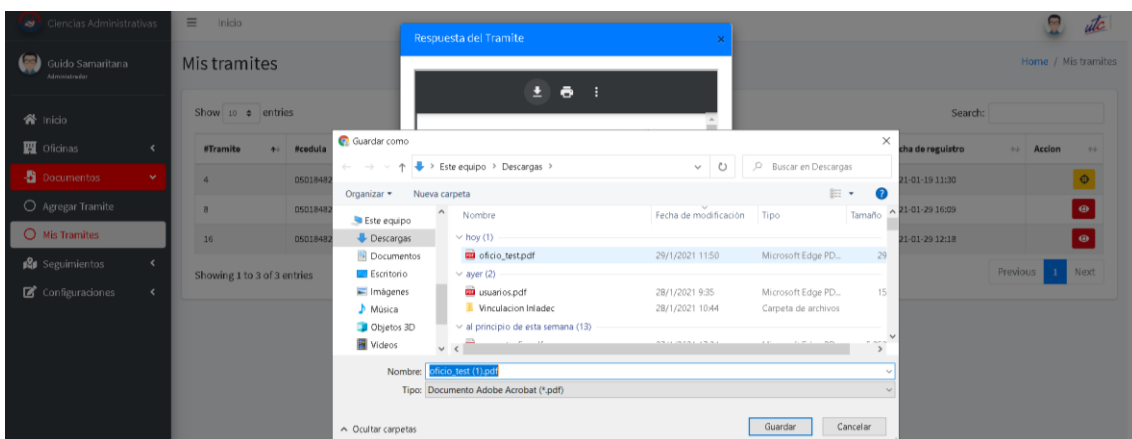 Ciencias Administrativas
Inicio
utc
Respuesta del Tramite ×
Guido Samaritana
Administrador
Mis tramites
Home / Mis tramites
Inicio
Oficinas
Documentos
Agregar Tramite
Mis Tramites
Seguimientos
Configuraciones
Show 10 entries
Search:
#Tramite #cedula cha de reguistro Accion
4 05018482 21-01-19 11:30
8 05018482 21-01-29 16:09
16 05018482 21-01-29 12:18
Showing 1 to 3 of 3 entries
Previous 1 Next
Guardar como
Este equipo > Descargas >
Buscar en Descargas
Organizar Nueva carpeta
Este equipo
Descargas
Documentos
Escritorio
Imágenes
Música
Objetos 3D
Vídeos
Nombre Fecha de modificación Tipo Tamaño
hoy (1)
oficio_test.pdf 29/1/2021 11:50 Microsoft Edge PD... 29
ayer (2)
usuarios.pdf 28/1/2021 9:35 Microsoft Edge PD... 15
Vinculacion Inladec 28/1/2021 10:44 Carpeta de archivos
al principio de esta semana (13)
Nombre: oficio_test (1).pdf
Tipo: Documento Adobe Acrobat (*.pdf)
Ocultar carpetas
Guardar Cancelar